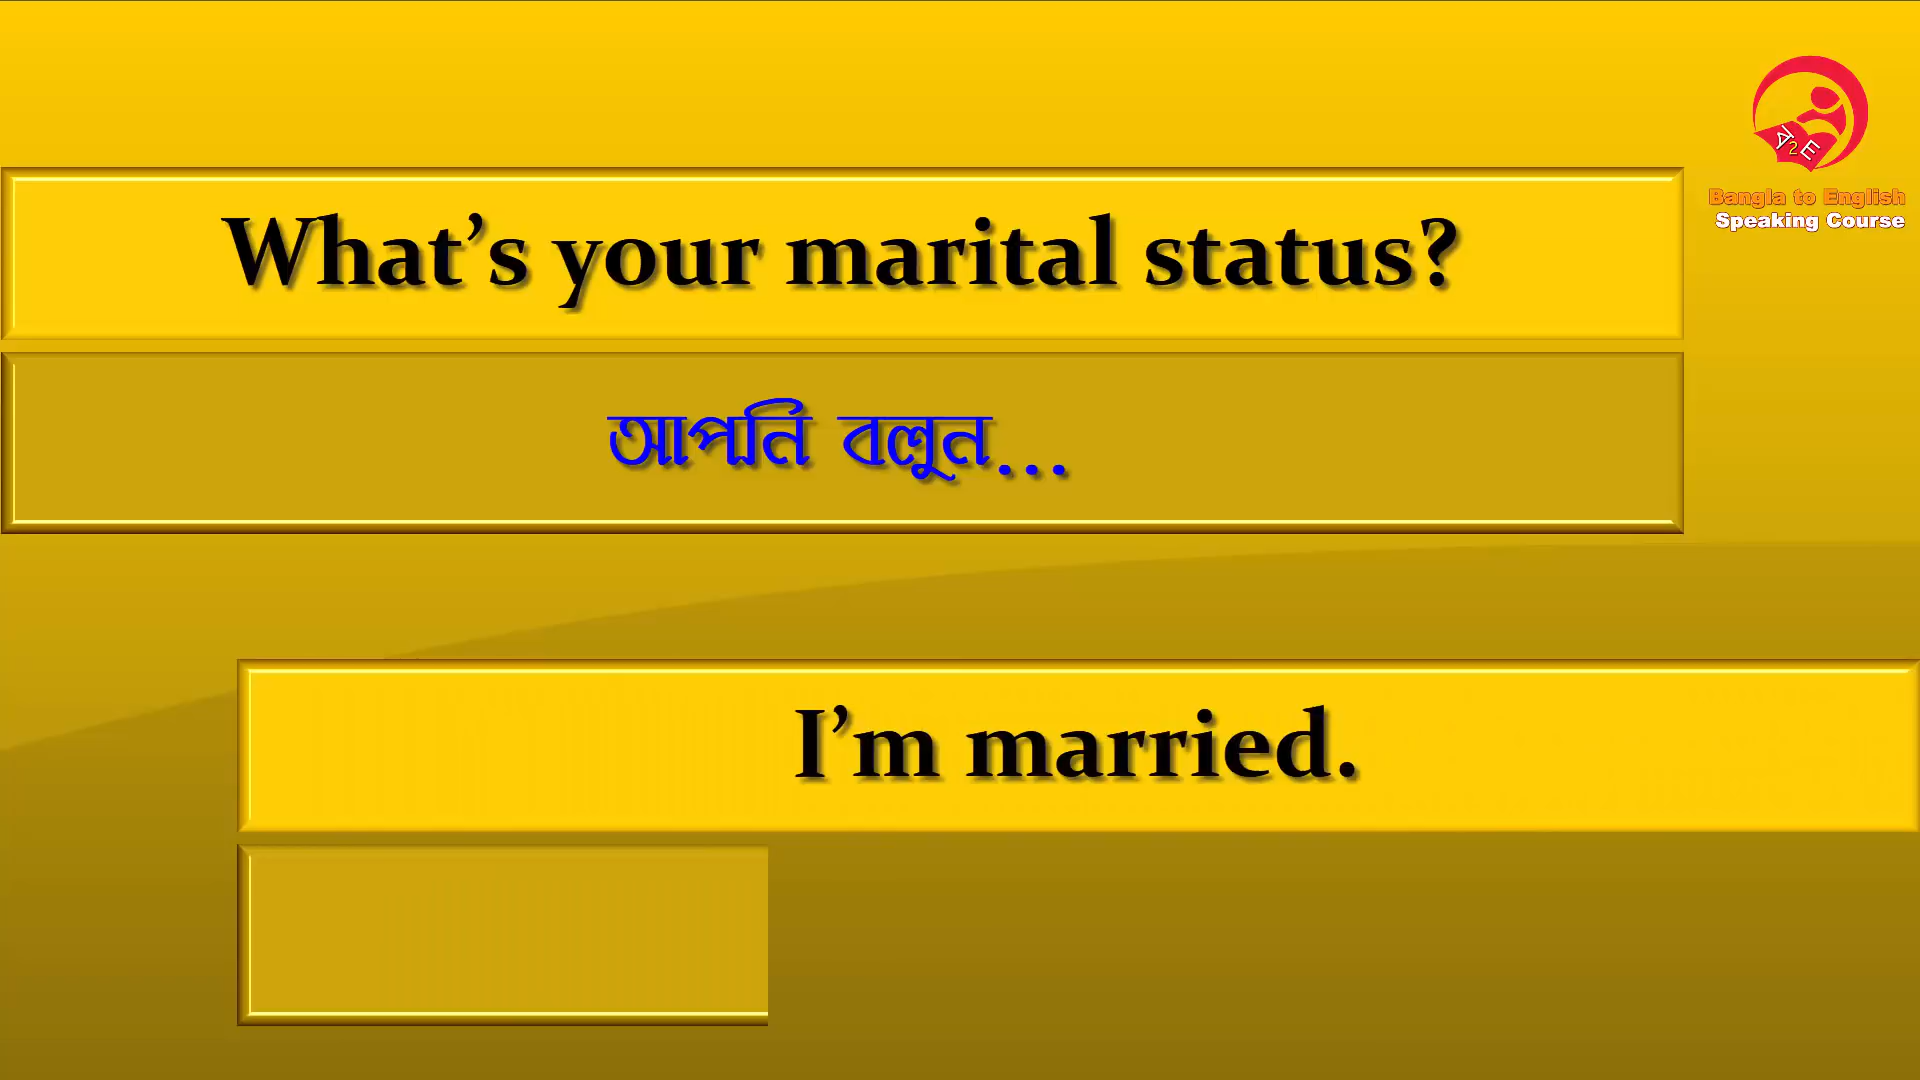 What’s your marital status?
আপনি বলুন...
I’m married.
Bangla to English
Speaking Course